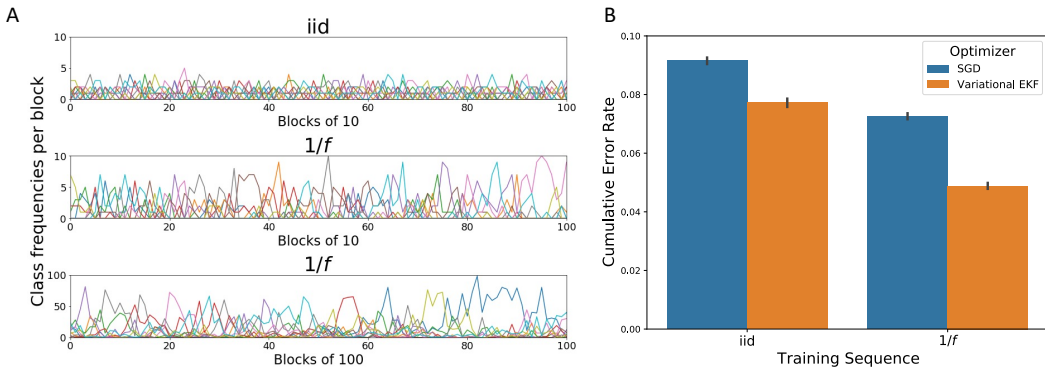 A
iid
Class frequencies per block
10
5
0
0 20 40 60 80 100
Blocks of 10
1/f
10
5
0
0 20 40 60 80 100
Blocks of 10
1/f
100
50
0
0 20 40 60 80 100
Blocks of 100
B
Cumulative Error Rate
0.10
0.08
0.06
0.04
0.02
0.00
Optimizer
SGD
Variational EKF
iid 1/f
Training Sequence